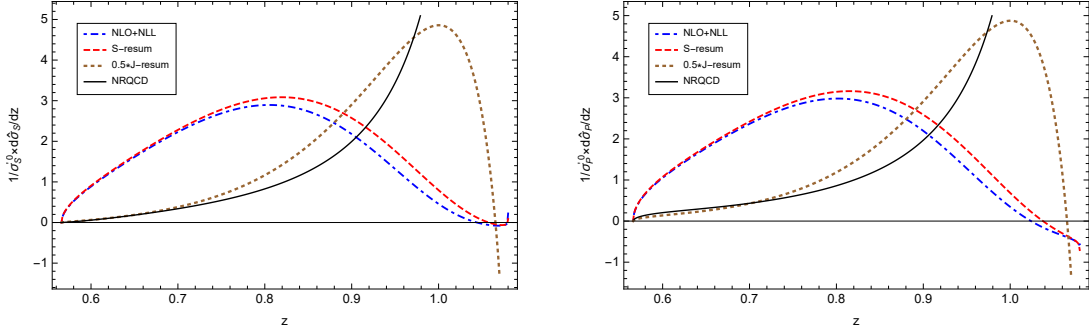 5
4
3
2
1
0
-1
0.6
0.7
0.8
0.9
1.0
z
1/σ_S^0×dσ̂_S/dz
NLO+NLL
S-resum
0.5*J-resum
NRQCD
5
4
3
2
1
0
-1
0.6
0.7
0.8
0.9
1.0
z
1/σ_P^0×dσ̂_P/dz
NLO+NLL
S-resum
0.5*J-resum
NRQCD